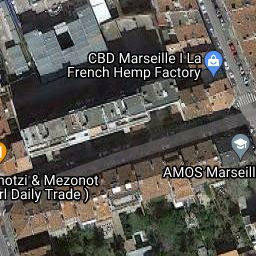 CBD Marseille I La
French Hemp Factory
notzi & Mezonot
rl Daily Trade )
AMOS Marseill